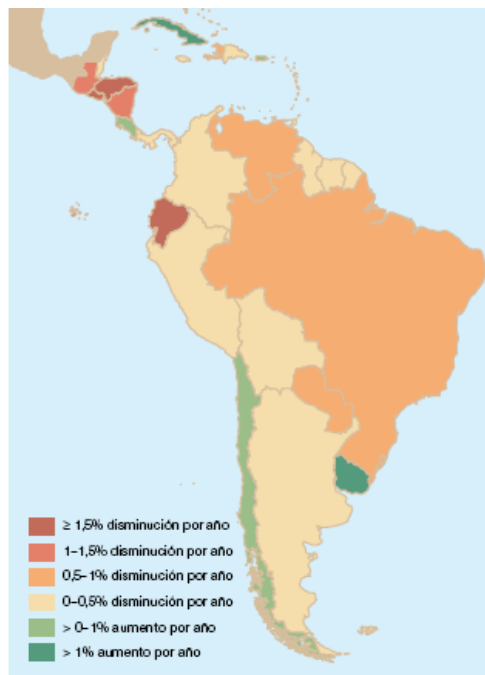 ≥ 1,5% disminución por año
1–1,5% disminución por año
0,5–1% disminución por año
0–0,5% disminución por año
> 0–1% aumento por año
> 1% aumento por año